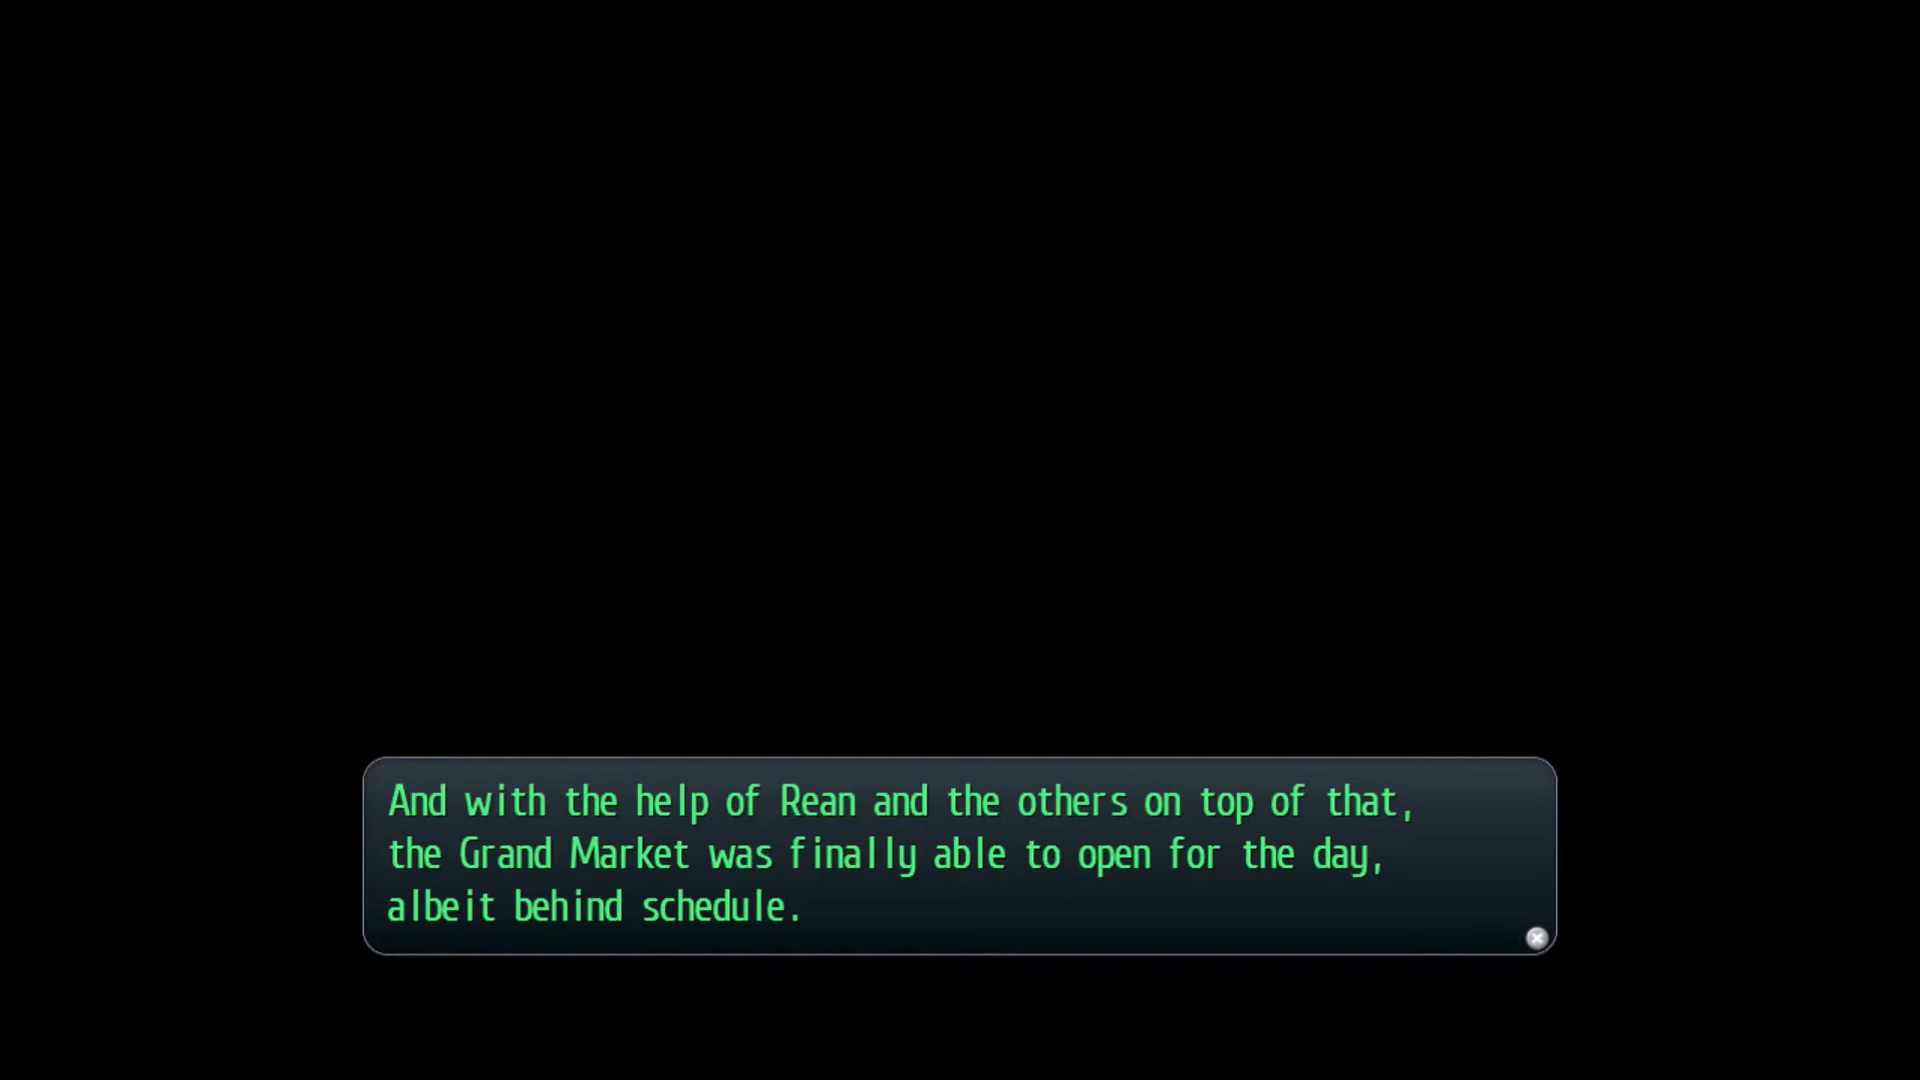 And with the help of Rean and the others on top of that,
the Grand Market was finally able to open for the day,
albeit behind schedule.